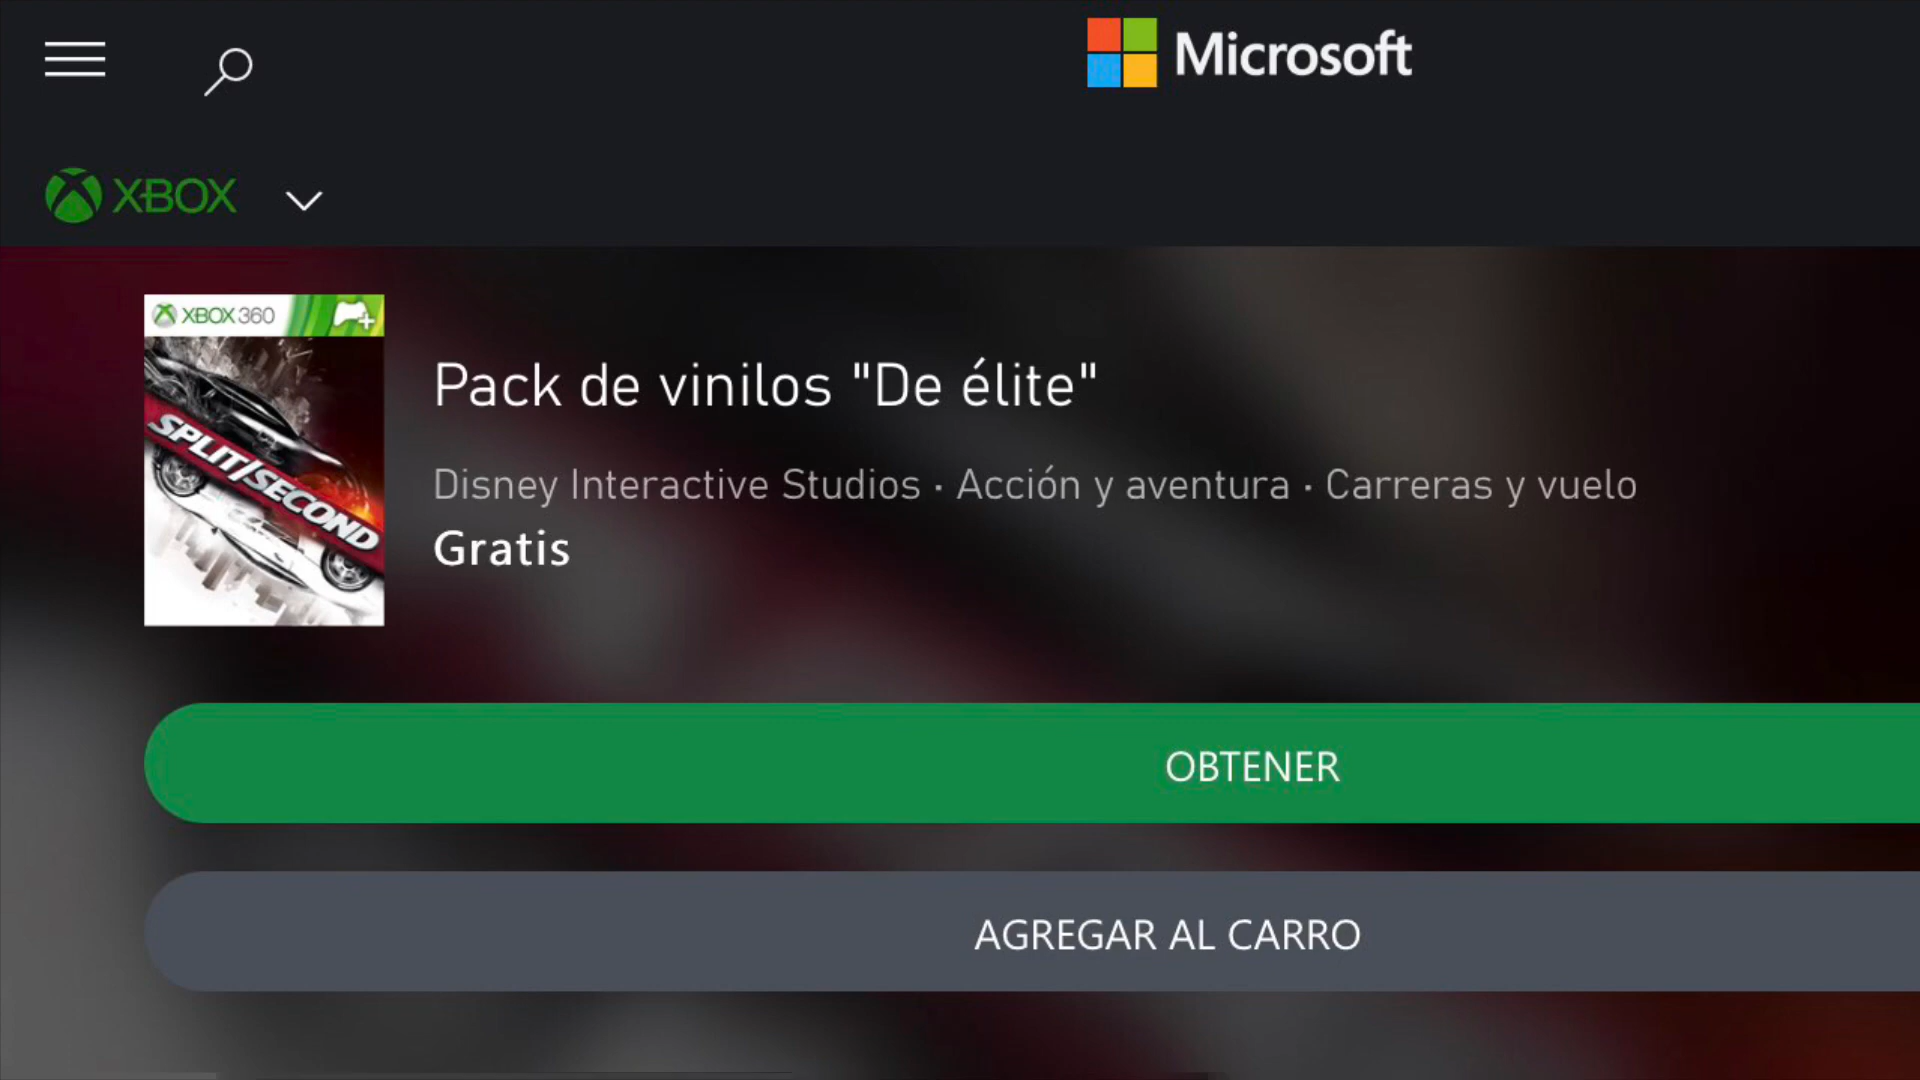 Microsoft
XBOX
XBOX 360
SPLIT/SECOND
Pack de vinilos "De élite"
Disney Interactive Studios · Acción y aventura · Carreras y vuelo
Gratis
OBTENER
AGREGAR AL CARRO